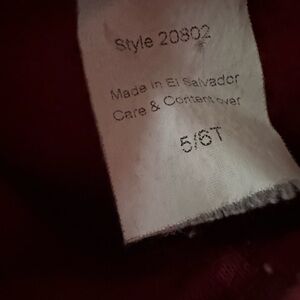 Style 20802
Made in El Salvador
Care & Content over
5/6T